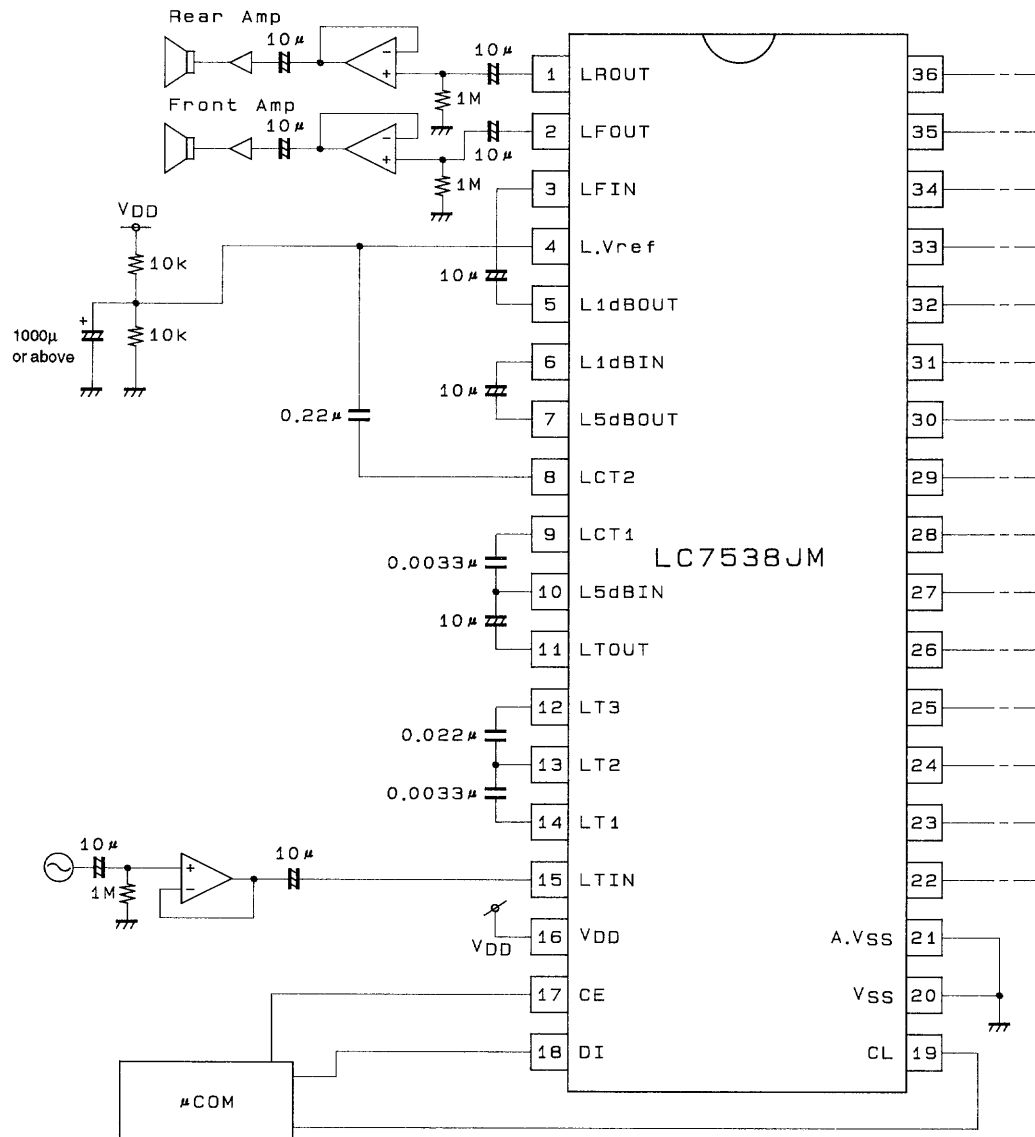 Rear Amp
10μ
10μ
1M
Front Amp
10μ
10μ
1M
VDD
10k
10k
+
1000μ
or above
10μ
10μ
0.22μ
0.0033μ
10μ
0.022μ
0.0033μ
10μ
1M
10μ
VDD
μCOM
1 LROUT
2 LFOUT
3 LFIN
4 L.Vref
5 L1dBOUT
6 L1dBIN
7 L5dBOUT
8 LCT2
9 LCT1
10 L5dBIN
11 LTOUT
12 LT3
13 LT2
14 LT1
15 LTIN
16 VDD
17 CE
18 DI
LC7538JM
36
35
34
33
32
31
30
29
28
27
26
25
24
23
22
A.VSS 21
VSS 20
CL 19